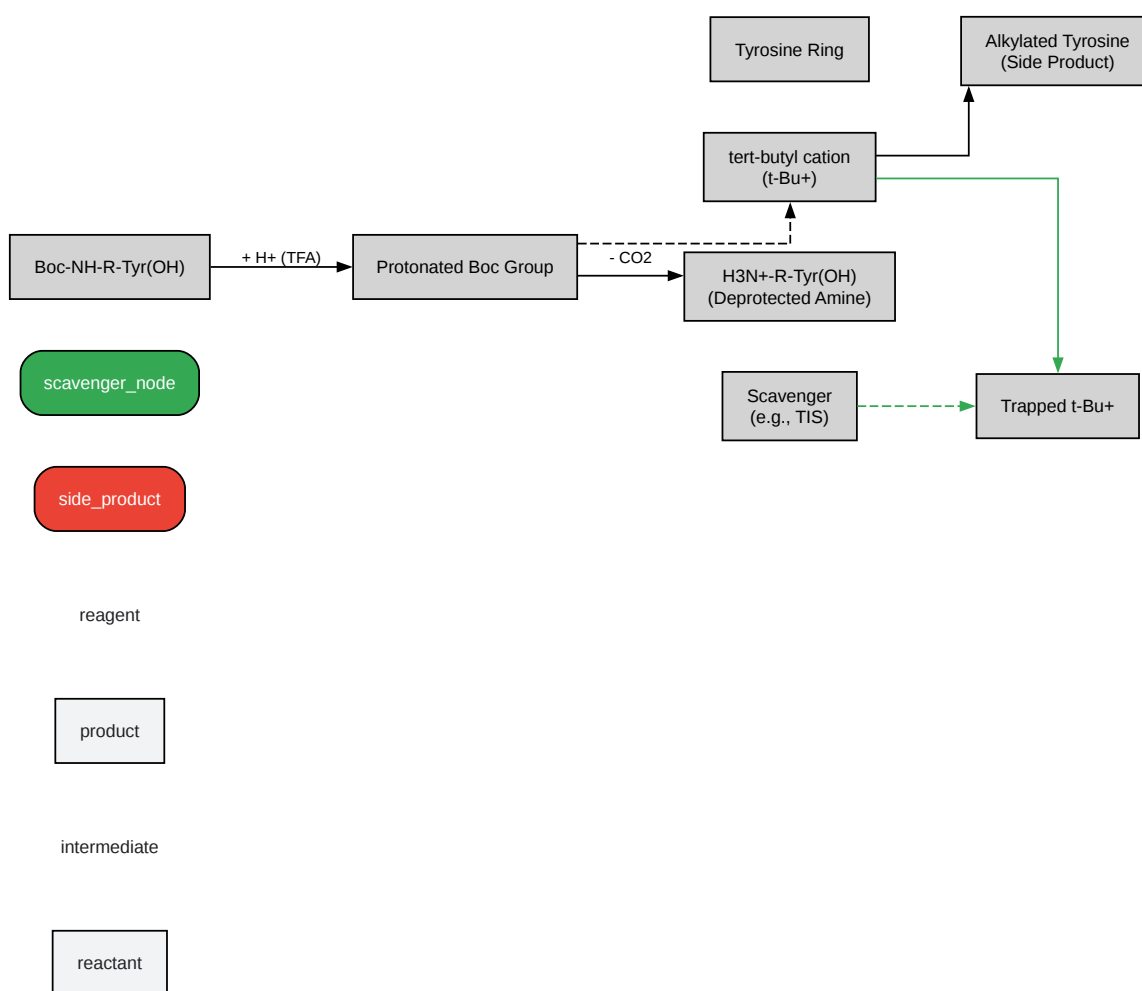 Tyrosine Ring
Alkylated Tyrosine
(Side Product)
tert-butyl cation
(t-Bu+)
Boc-NH-R-Tyr(OH)
+ H+ (TFA)
Protonated Boc Group
- CO2
H3N+-R-Tyr(OH)
(Deprotected Amine)
scavenger_node
Scavenger
(e.g., TIS)
Trapped t-Bu+
side_product
reagent
product
intermediate
reactant